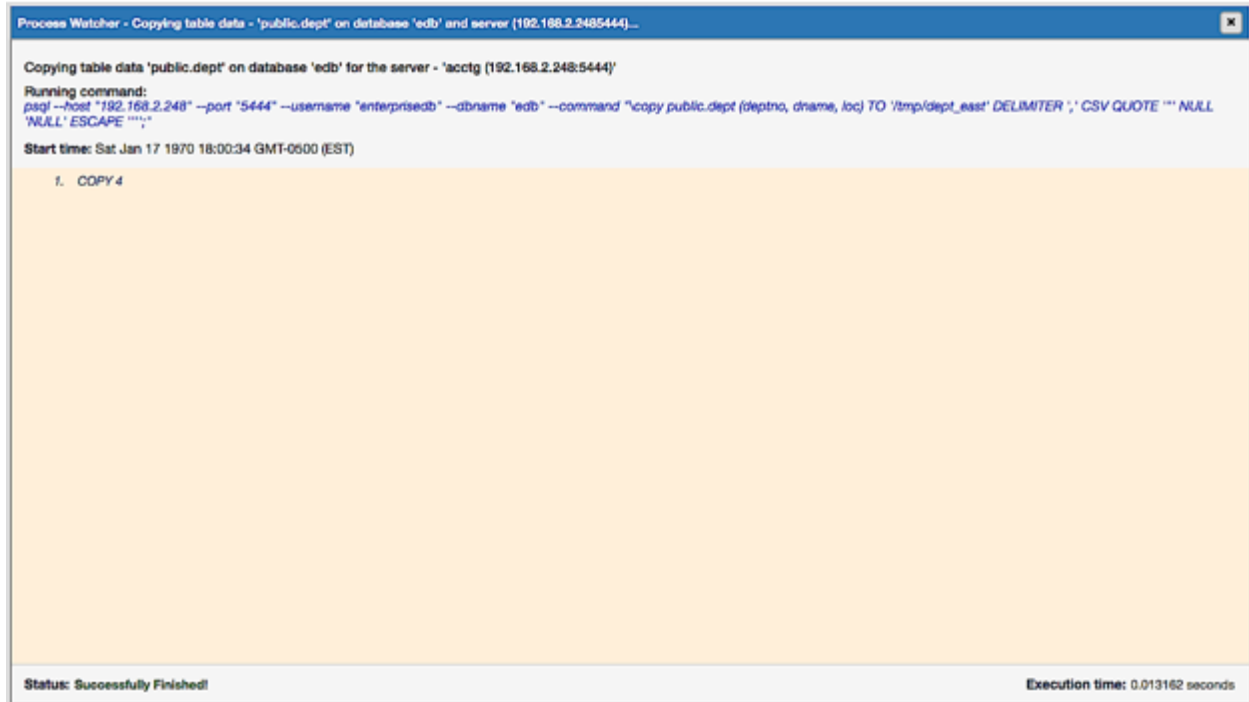 Process Watcher - Copying table data - 'public.dept' on database 'edb' and server (192.168.2.2485444)...
Copying table data 'public.dept' on database 'edb' for the server - 'acctg (192.168.2.248:5444)'
Running command:
psql --host "192.168.2.248" --port "5444" --username "enterprisedb" --dbname "edb" --command "\copy public.dept (deptno, dname, loc) TO '/tmp/dept_east' DELIMITER ',' CSV QUOTE '"' NULL
'NULL' ESCAPE '''';"
Start time: Sat Jan 17 1970 18:00:34 GMT-0500 (EST)
1. COPY 4
Status: Successfully Finished! Execution time: 0.013162 seconds